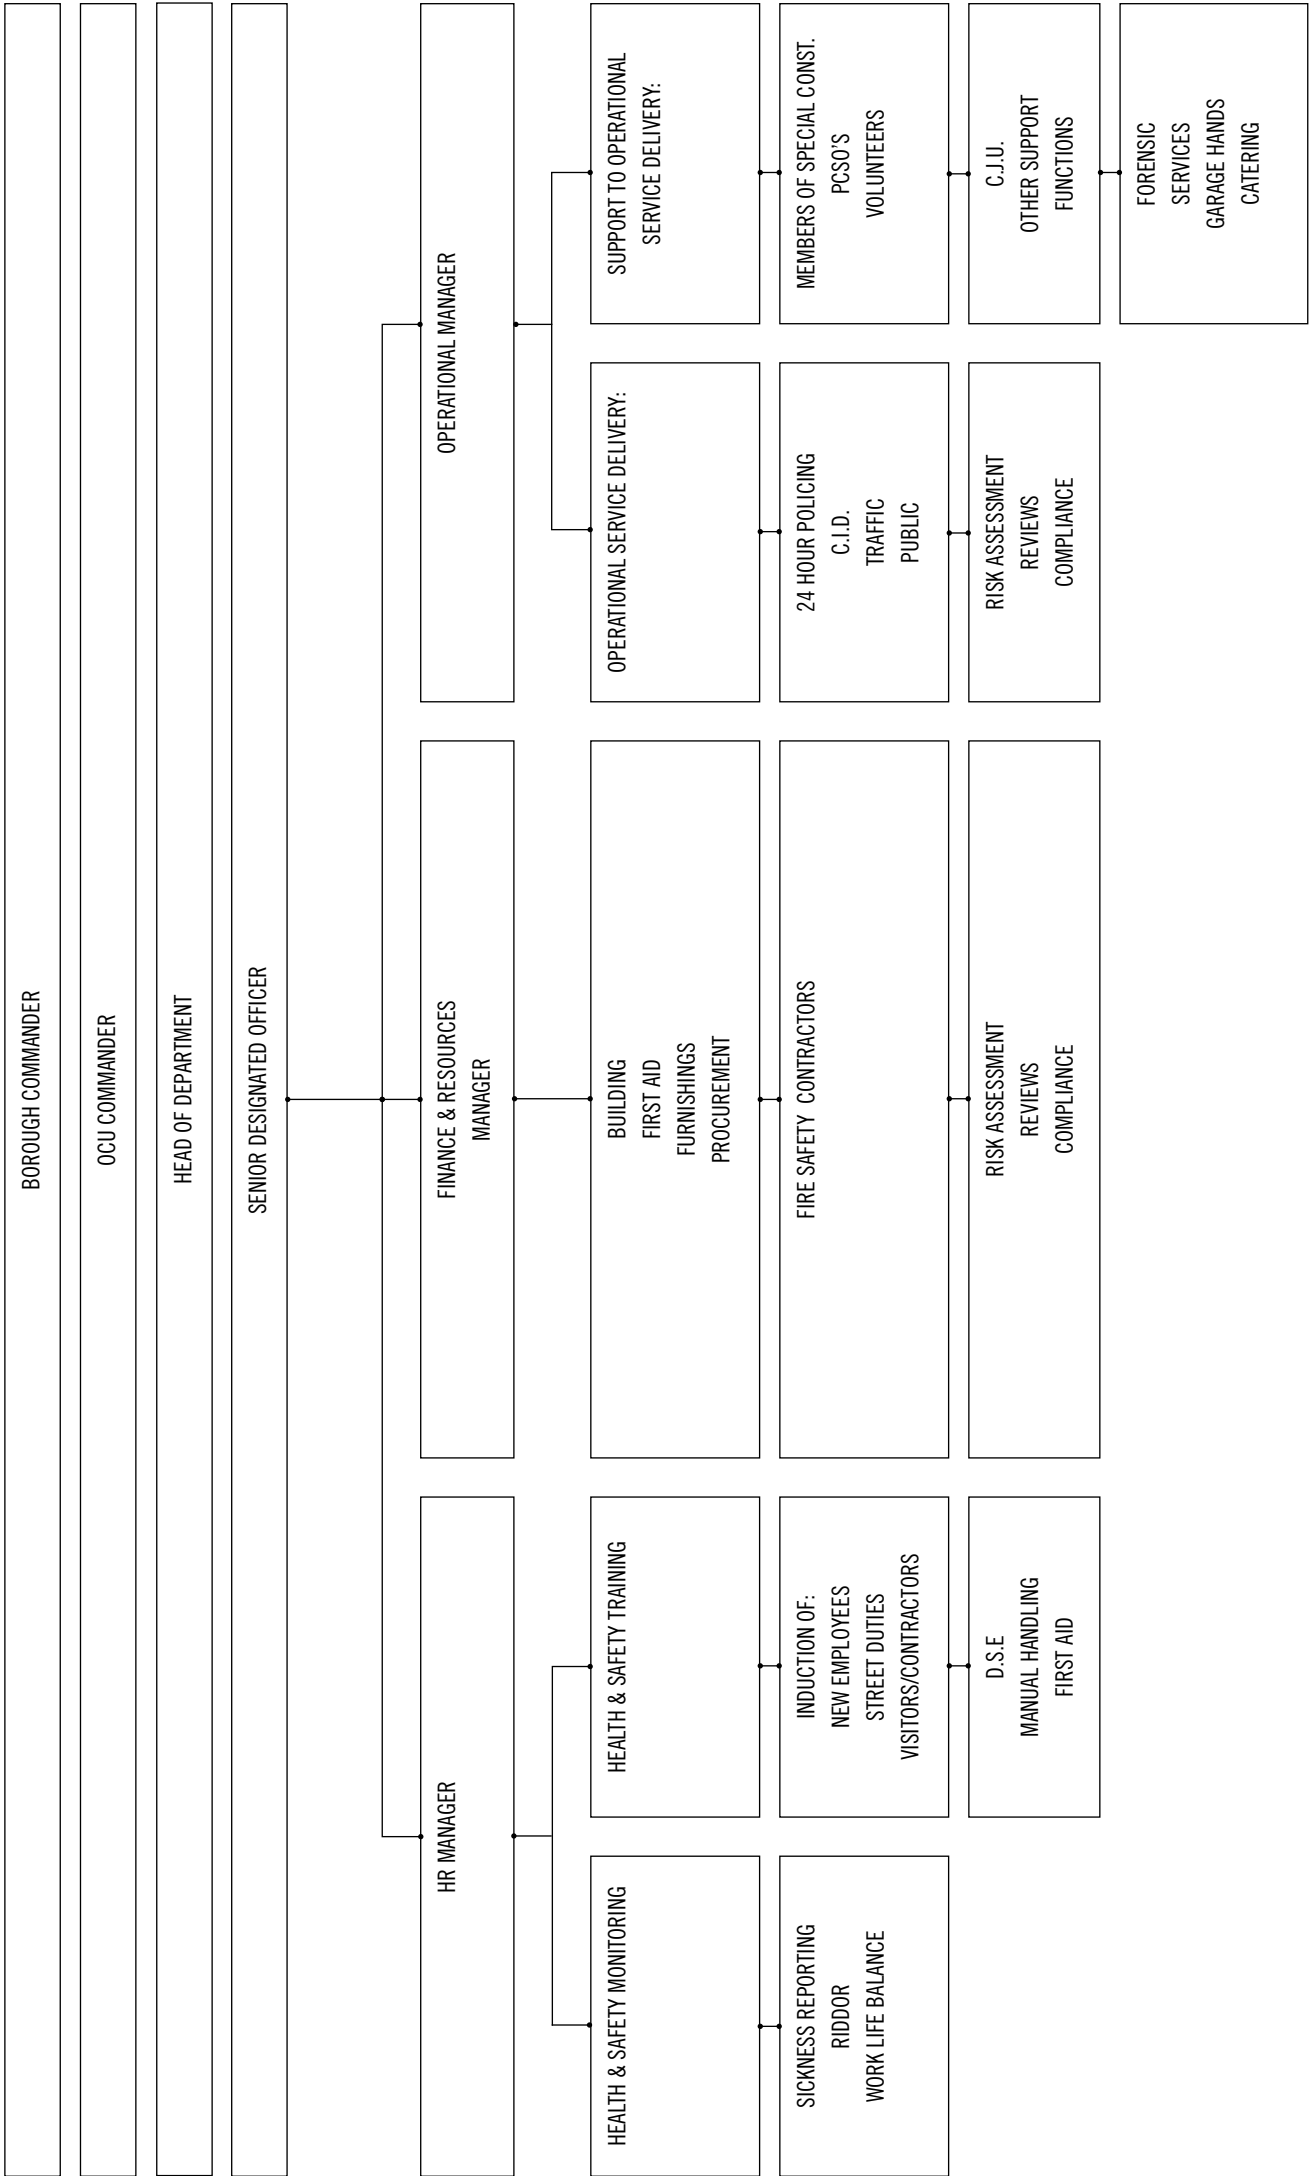 BOROUGH COMMANDER
OCU COMMANDER
HEAD OF DEPARTMENT
SENIOR DESIGNATED OFFICER
HR MANAGER
FINANCE & RESOURCES
MANAGER
OPERATIONAL MANAGER
HEALTH & SAFETY MONITORING
HEALTH & SAFETY TRAINING
BUILDING
FIRST AID
FURNISHINGS
PROCUREMENT
OPERATIONAL SERVICE DELIVERY:
SUPPORT TO OPERATIONAL
SERVICE DELIVERY:
SICKNESS REPORTING
RIDDOR
WORK LIFE BALANCE
INDUCTION OF:
NEW EMPLOYEES
STREET DUTIES
VISITORS/CONTRACTORS
FIRE SAFETY CONTRACTORS
24 HOUR POLICING
C.I.D.
TRAFFIC
PUBLIC
MEMBERS OF SPECIAL CONST.
PCSO'S
VOLUNTEERS
D.S.E
MANUAL HANDLING
FIRST AID
RISK ASSESSMENT
REVIEWS
COMPLIANCE
RISK ASSESSMENT
REVIEWS
COMPLIANCE
C.J.U.
OTHER SUPPORT
FUNCTIONS
FORENSIC
SERVICES
GARAGE HANDS
CATERING